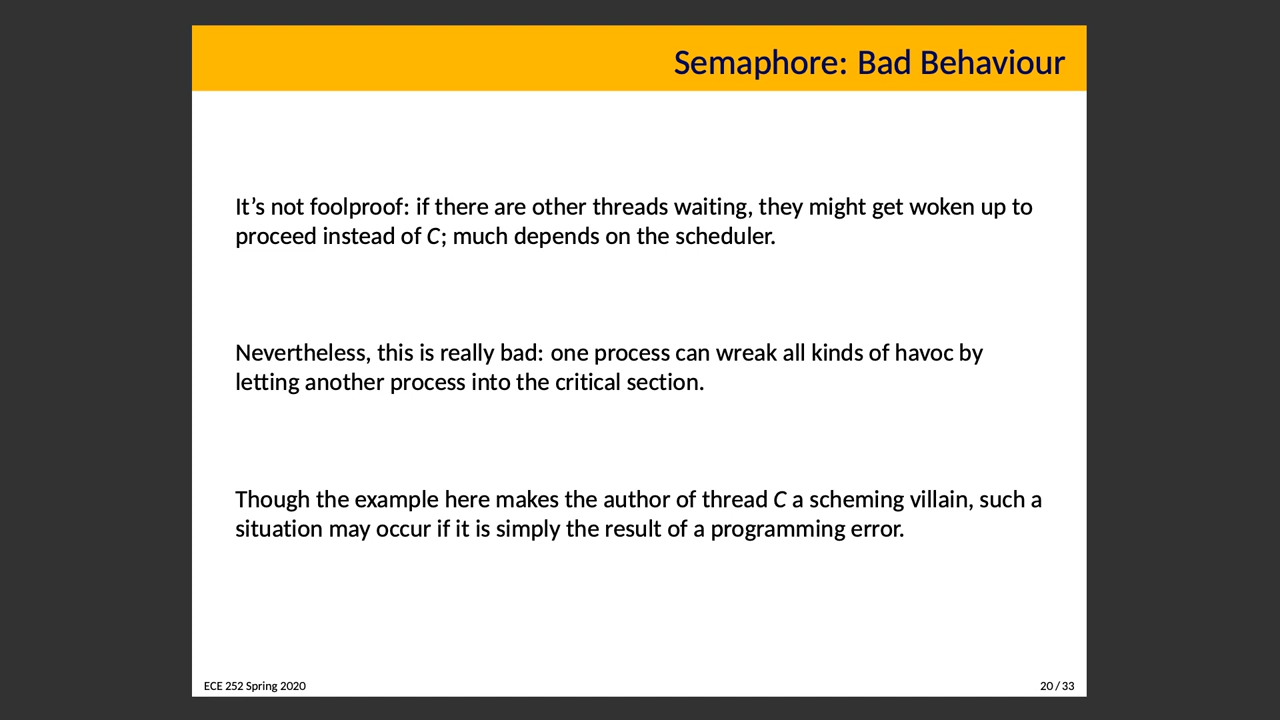 Semaphore: Bad Behaviour
It’s not foolproof: if there are other threads waiting, they might get woken up to
proceed instead of C; much depends on the scheduler.
Nevertheless, this is really bad: one process can wreak all kinds of havoc by
letting another process into the critical section.
Though the example here makes the author of thread C a scheming villain, such a
situation may occur if it is simply the result of a programming error.
ECE 252 Spring 2020
20 / 33